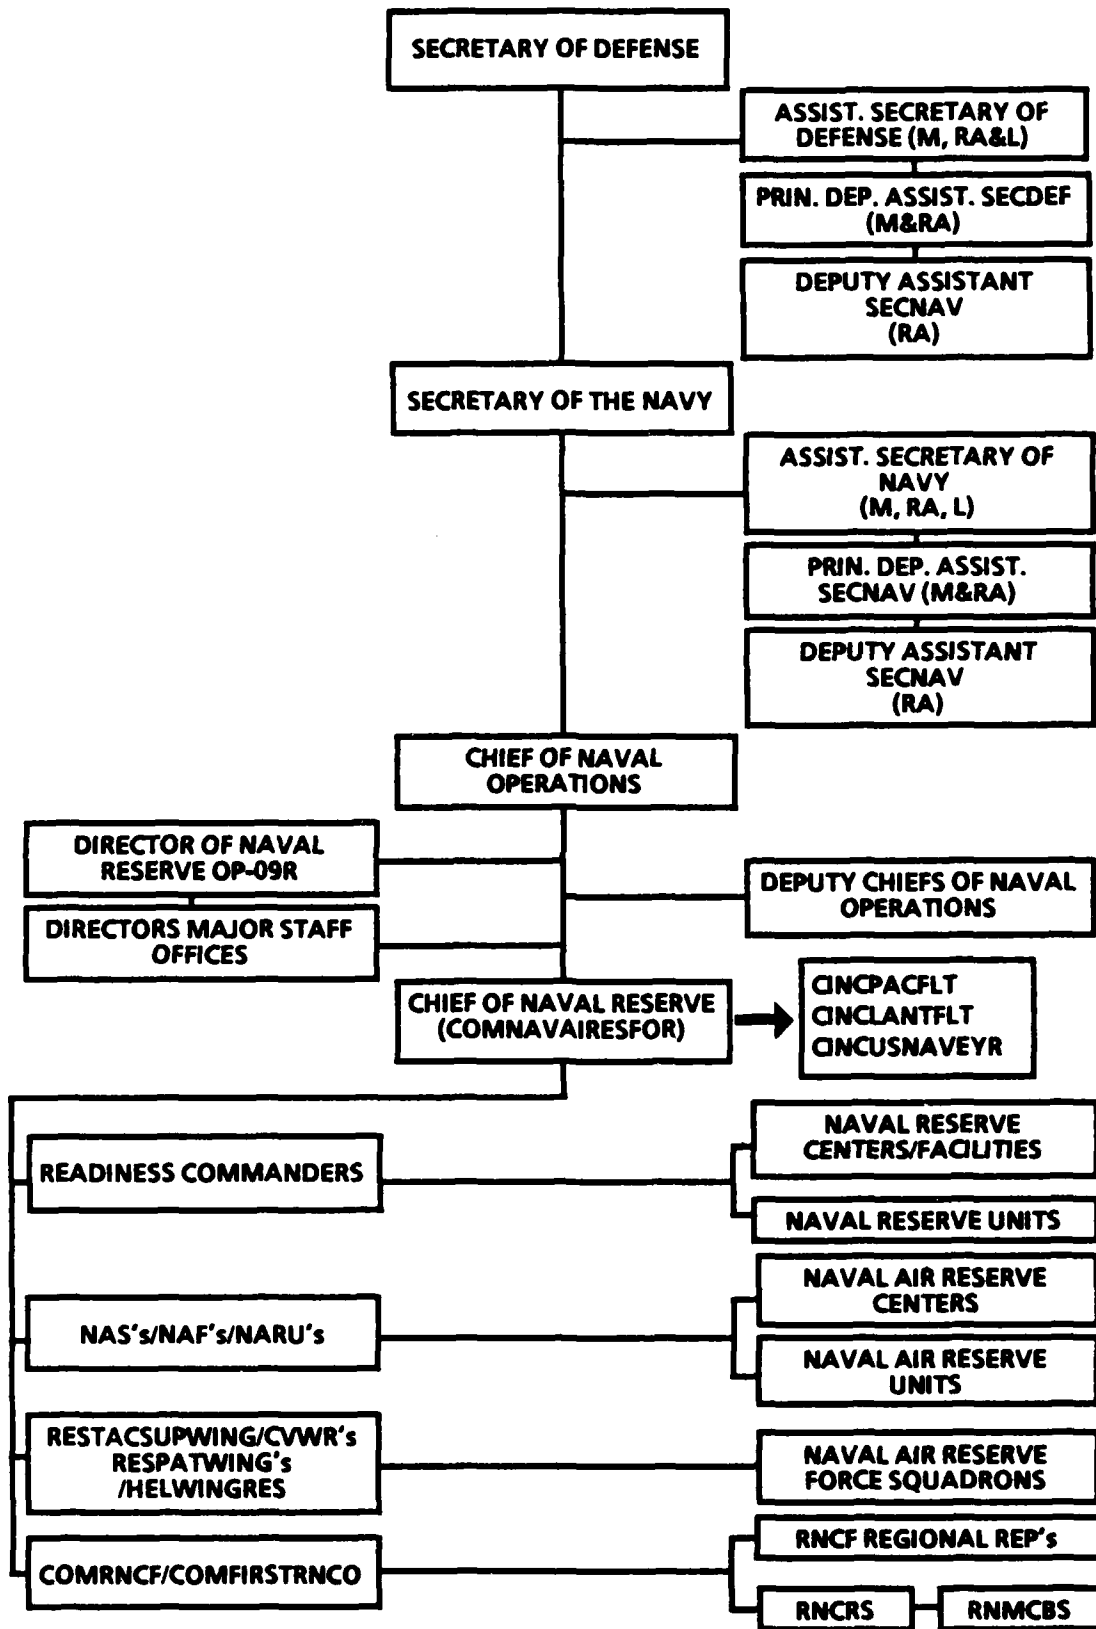 SECRETARY OF DEFENSE
ASSIST. SECRETARY OF
DEFENSE (M, RA&L)
PRIN. DEP. ASSIST. SECDEF
(M&RA)
DEPUTY ASSISTANT
SECNAV
(RA)
SECRETARY OF THE NAVY
ASSIST. SECRETARY OF
NAVY
(M, RA, L)
PRIN. DEP. ASSIST.
SECNAV (M&RA)
DEPUTY ASSISTANT
SECNAV
(RA)
CHIEF OF NAVAL
OPERATIONS
DIRECTOR OF NAVAL
RESERVE OP-09R
DEPUTY CHIEFS OF NAVAL
OPERATIONS
DIRECTORS MAJOR STAFF
OFFICES
CHIEF OF NAVAL RESERVE
(COMNAVAIRESFOR)
CINCPACFLT
CINCLANTFLT
CINCUSNAVEYR
READINESS COMMANDERS
NAVAL RESERVE
CENTERS/FACILITIES
NAVAL RESERVE UNITS
NAS's/NAF's/NARU's
NAVAL AIR RESERVE
CENTERS
NAVAL AIR RESERVE
UNITS
RESTACSUPWING/CVWR's
RESPATWING's
/HELWINGRES
NAVAL AIR RESERVE
FORCE SQUADRONS
COMRNCF/COMFIRSTRNCO
RNCF REGIONAL REP's
RNCRS
RNMCBS